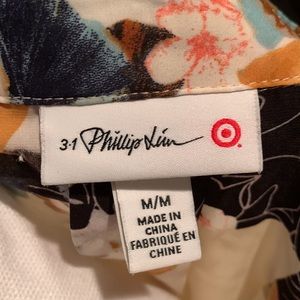 3·1 Phillip Lim
M/M
MADE IN
CHINA
FABRIQUÉ EN
CHINE